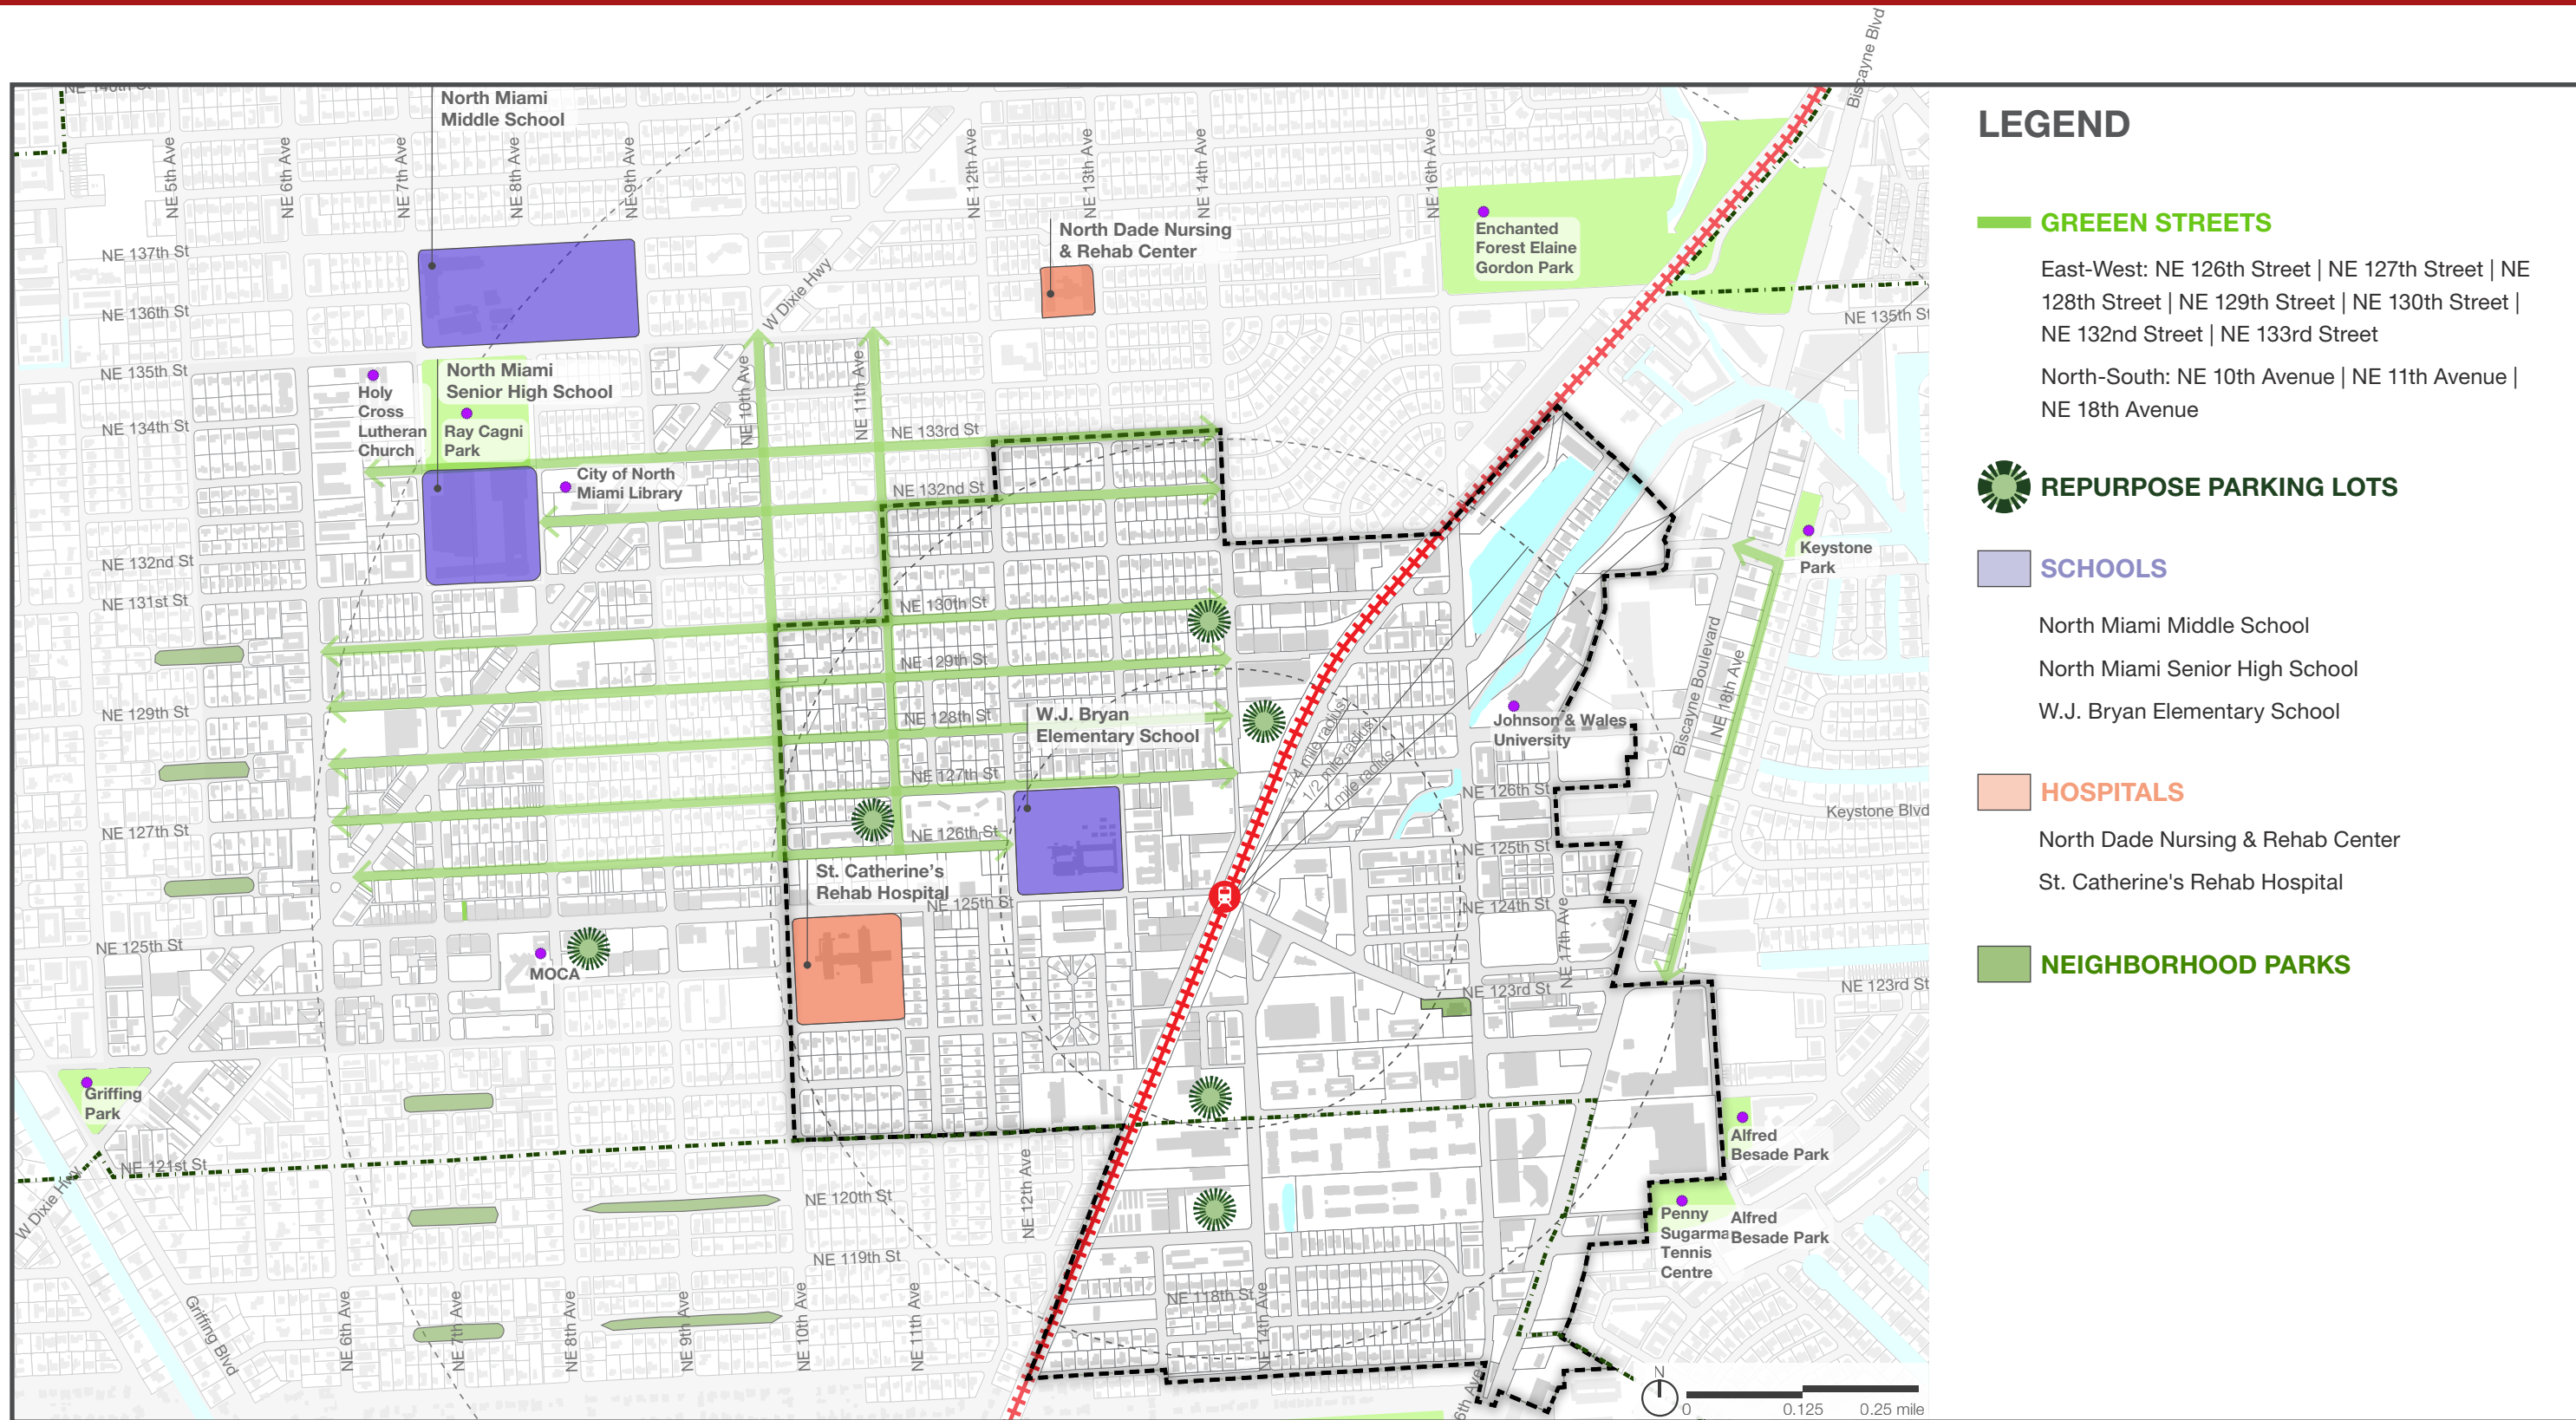 Biscayne Blvd
NE 5th Ave
NE 6th Ave
NE 7th Ave
NE 8th Ave
NE 9th Ave
NE 12th Ave
NE 13th Ave
NE 14th Ave
NE 16th Ave
North Miami
Middle School
NE 137th St
NE 136th St
NE 135th St
NE 134th St
NE 132nd St
NE 131st St
NE 129th St
NE 127th St
NE 125th St
NE 121st St
W Dixie Hwy
North Dade Nursing
& Rehab Center
Enchanted
Forest Elaine
Gordon Park
NE 135th St
North Miami
Senior High School
Holy
Cross
Lutheran
Church
Ray Cagni
Park
City of North
Miami Library
NE 10th Ave
NE 11th Ave
NE 133rd St
NE 132nd St
NE 130th St
NE 129th St
NE 128th St
NE 127th St
NE 126th St
NE 125th St
W.J. Bryan
Elementary School
St. Catherine's
Rehab Hospital
MOCA
Keystone
Park
Biscayne Boulevard
NE 18th Ave
Keystone Blvd
Johnson & Wales
University
1/4 mile radius
1/2 mile radius
1 mile radius
NE 126th St
NE 125th St
NE 124th St
NE 123rd St
NE 17th Ave
NE 123rd St
Griffing
Park
W Dixie Hwy
Griffing Blvd
NE 120th St
NE 119th St
NE 118th St
NE 6th Ave
NE 7th Ave
NE 8th Ave
NE 9th Ave
NE 10th Ave
NE 11th Ave
NE 12th Ave
NE 14th Ave
Alfred
Besade Park
Penny
Sugarma
Tennis
Centre
Alfred
Besade Park
6th Ave
N
0
0.125
0.25 mile
LEGEND
GREEEN STREETS
East-West: NE 126th Street | NE 127th Street | NE
128th Street | NE 129th Street | NE 130th Street |
NE 132nd Street | NE 133rd Street
North-South: NE 10th Avenue | NE 11th Avenue |
NE 18th Avenue
REPURPOSE PARKING LOTS
SCHOOLS
North Miami Middle School
North Miami Senior High School
W.J. Bryan Elementary School
HOSPITALS
North Dade Nursing & Rehab Center
St. Catherine's Rehab Hospital
NEIGHBORHOOD PARKS